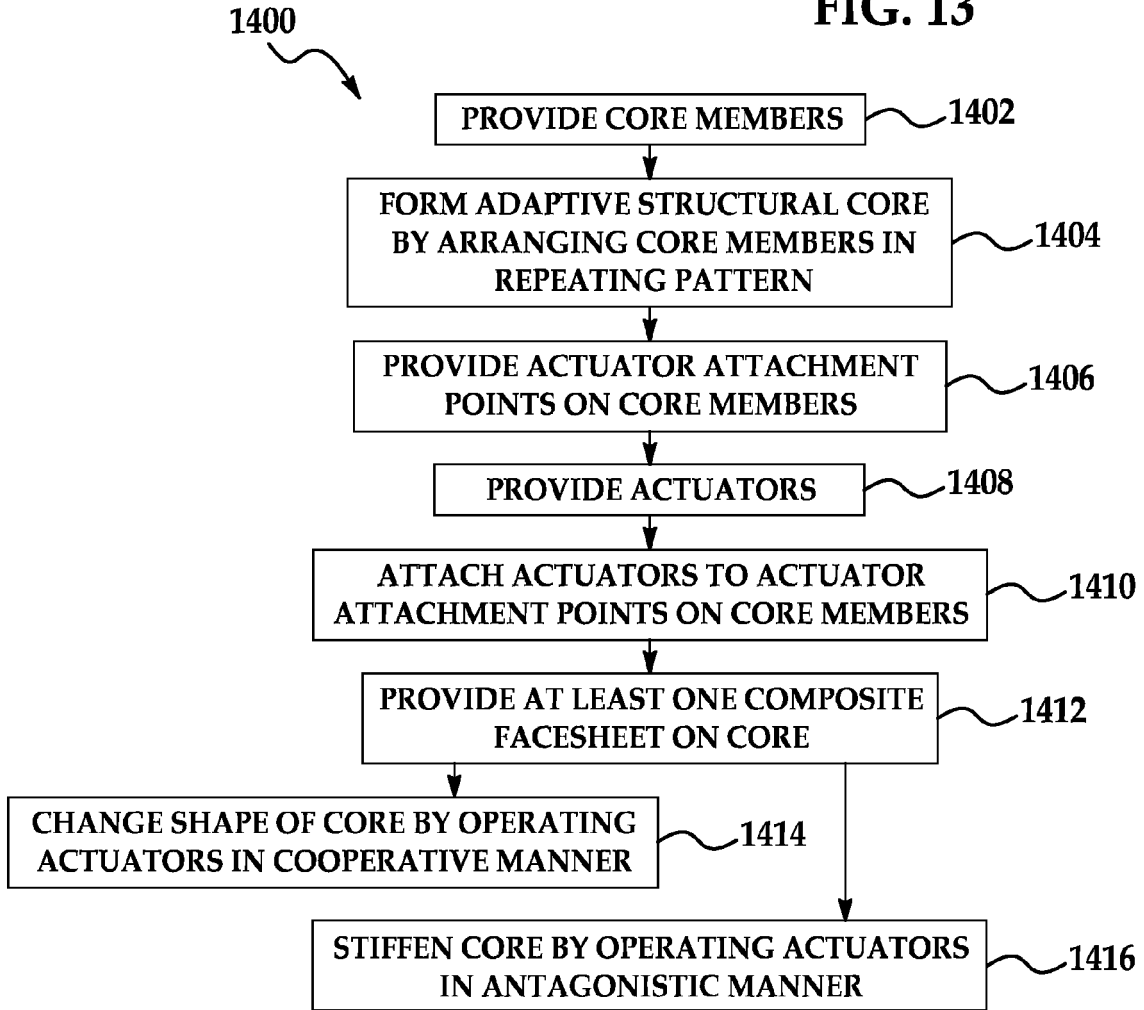 FIG. 13
1400
PROVIDE CORE MEMBERS
1402
FORM ADAPTIVE STRUCTURAL CORE
BY ARRANGING CORE MEMBERS IN
REPEATING PATTERN
1404
PROVIDE ACTUATOR ATTACHMENT
POINTS ON CORE MEMBERS
1406
PROVIDE ACTUATORS
1408
ATTACH ACTUATORS TO ACTUATOR
ATTACHMENT POINTS ON CORE MEMBERS
1410
PROVIDE AT LEAST ONE COMPOSITE
FACESHEET ON CORE
1412
CHANGE SHAPE OF CORE BY OPERATING
ACTUATORS IN COOPERATIVE MANNER
1414
STIFFEN CORE BY OPERATING ACTUATORS
IN ANTAGONISTIC MANNER
1416